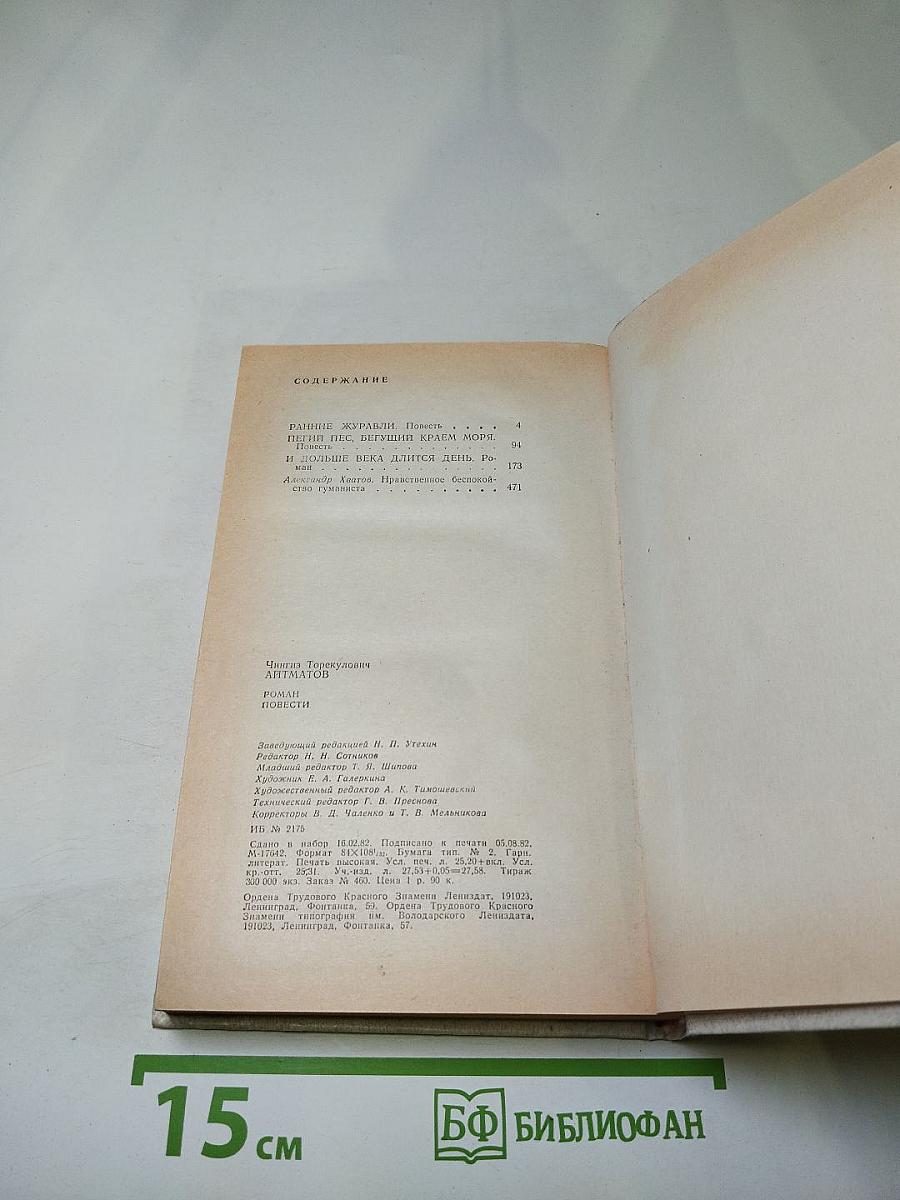 СОДЕРЖАНИЕ
РАННИЕ ЖУРАВЛИ. Повесть . . . . 4
ПЕГИЙ ПЕС, БЕГУЩИЙ КРАЕМ МОРЯ.
Повесть . . . . . . . . . . . . 94
И ДОЛЬШЕ ВЕКА ДЛИТСЯ ДЕНЬ. Ро-
ман . . . . . . . . . . . . . 173
Александр Хватов. Нравственное беспокой-
ство гуманиста . . . . . . . . . . 471
Чингиз Торекулович
АЙТМАТОВ
РОМАН
ПОВЕСТИ
Заведующий редакцией Н. П. Утехин
Редактор Н. Н. Сотников
Младший редактор Т. Я. Шипова
Художник Е. А. Галеркина
Художественный редактор А. К. Тимошевский
Технический редактор Г. В. Преснова
Корректоры В. Д. Чаленко и Т. В. Мельникова
ИБ № 2175
Сдано в набор 16.02.82. Подписано к печати 05.08.82.
М-17642. Формат 84×108¹/₃₂. Бумага тип. № 2. Гарн.
литерат. Печать высокая. Усл. печ. л. 25,20+вкл. Усл.
кр.-отт. 25,31. Уч.-изд. л. 27,53+0,05=27,58. Тираж
300 000 экз. Заказ № 460. Цена 1 р. 90 к.
Ордена Трудового Красного Знамени Лениздат, 191023,
Ленинград, Фонтанка, 59. Ордена Трудового Красного
Знамени типография им. Володарского Лениздата,
191023, Ленинград, Фонтанка, 57.
15 см
БФ БИБЛИОФАН